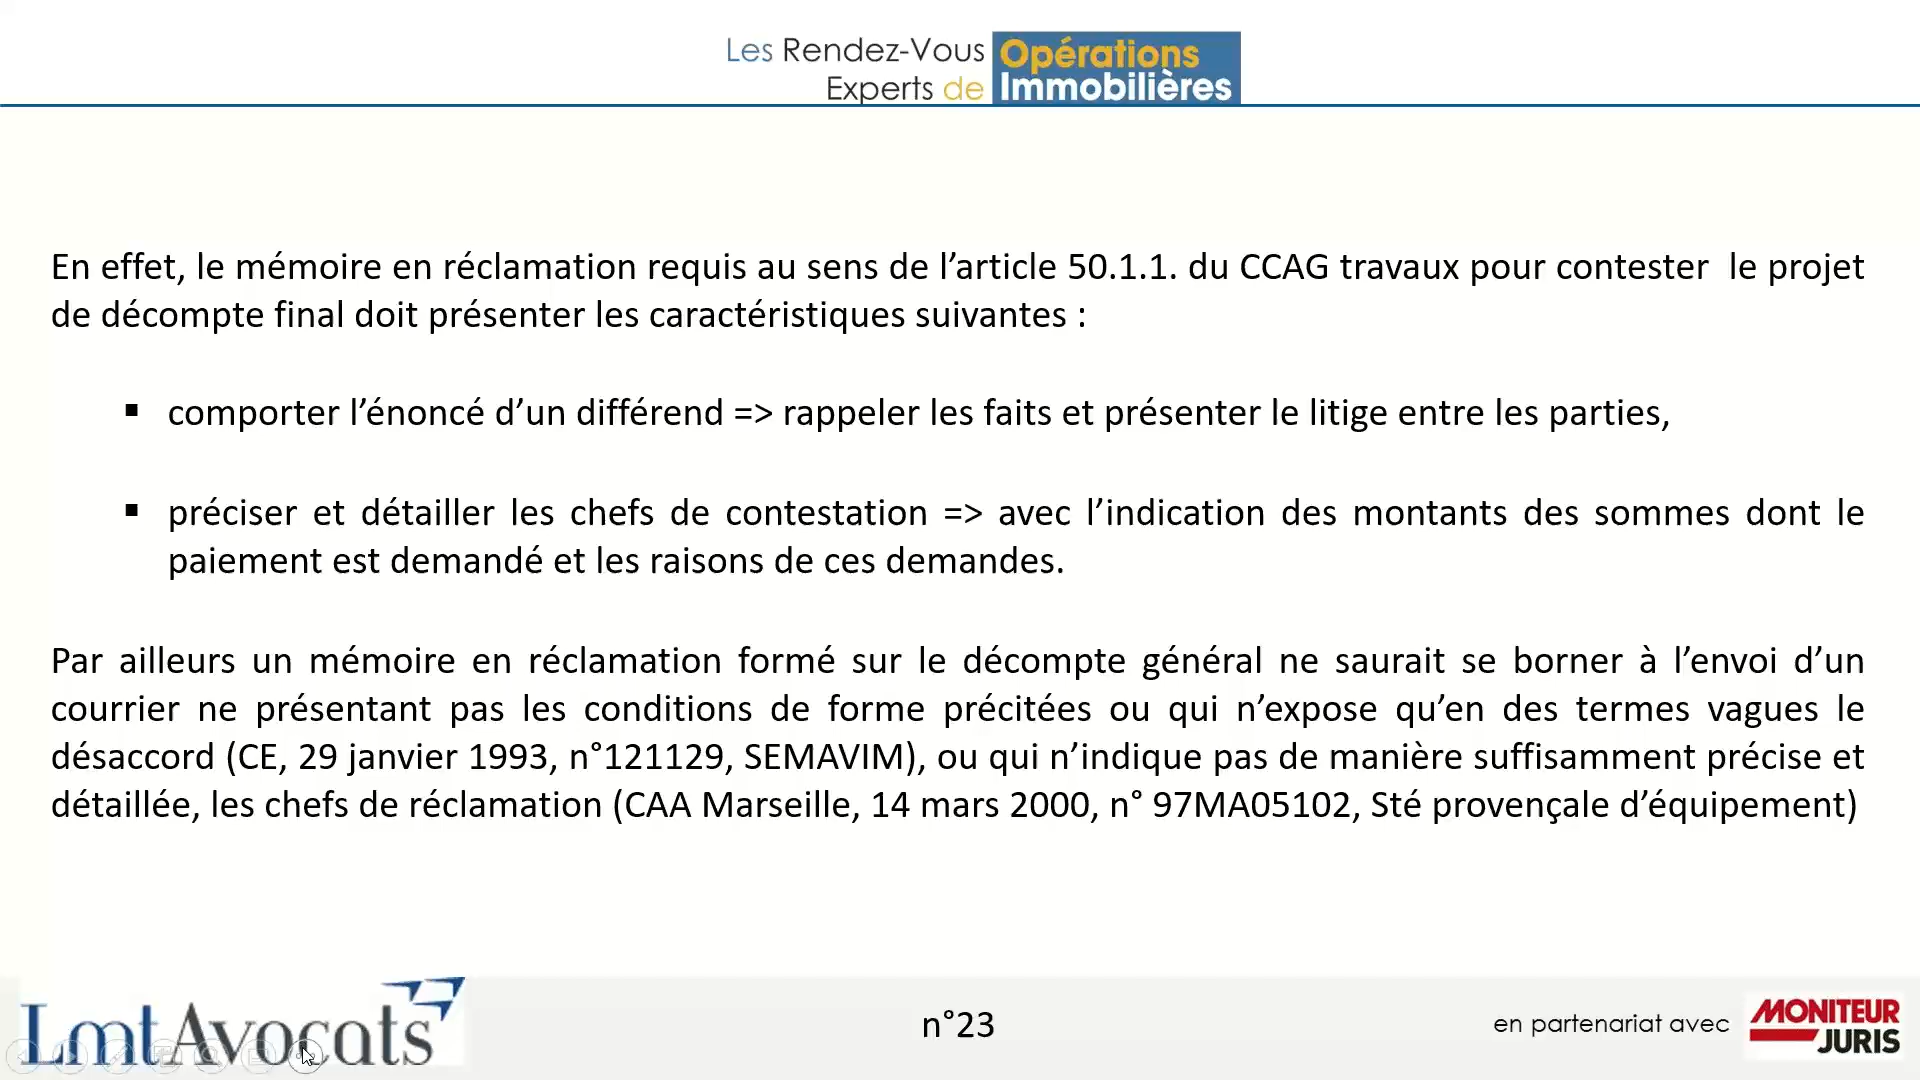 Les Rendez-Vous Opérations
Experts de Immobilières
En effet, le mémoire en réclamation requis au sens de l’article 50.1.1. du CCAG travaux pour contester le projet
de décompte final doit présenter les caractéristiques suivantes :
▪ comporter l’énoncé d’un différend => rappeler les faits et présenter le litige entre les parties,
▪ préciser et détailler les chefs de contestation => avec l’indication des montants des sommes dont le
paiement est demandé et les raisons de ces demandes.
Par ailleurs un mémoire en réclamation formé sur le décompte général ne saurait se borner à l’envoi d’un
courrier ne présentant pas les conditions de forme précitées ou qui n’expose qu’en des termes vagues le
désaccord (CE, 29 janvier 1993, n°121129, SEMAVIM), ou qui n’indique pas de manière suffisamment précise et
détaillée, les chefs de réclamation (CAA Marseille, 14 mars 2000, n° 97MA05102, Sté provençale d’équipement)
LmtAvocats
n°23
en partenariat avec
MONITEUR
JURIS